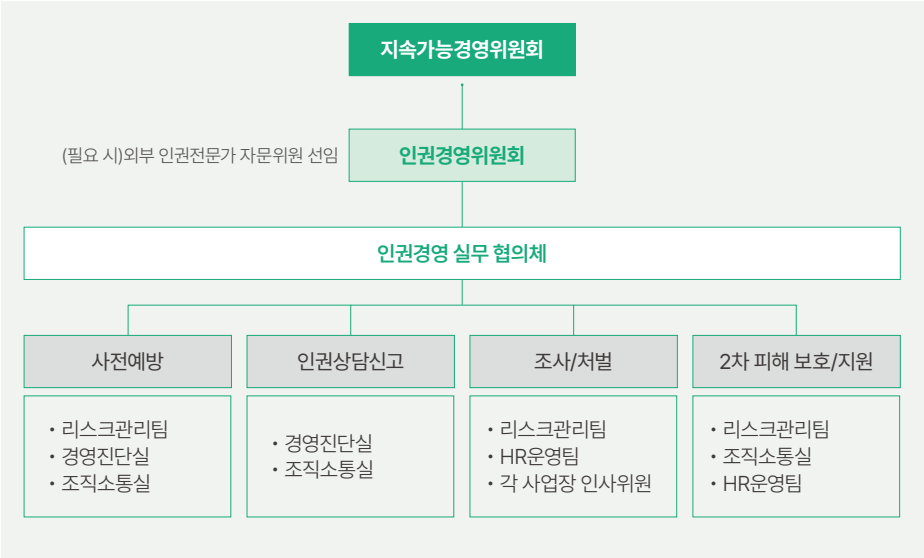 지속가능경영위원회
(필요 시)외부 인권전문가 자문위원 선임
인권경영위원회
인권경영 실무 협의체
사전예방
• 리스크관리팀
• 경영진단실
• 조직소통실
인권상담신고
• 경영진단실
• 조직소통실
조사/처벌
• 리스크관리팀
• HR운영팀
• 각 사업장 인사위원
2차 피해 보호/지원
• 리스크관리팀
• 조직소통실
• HR운영팀